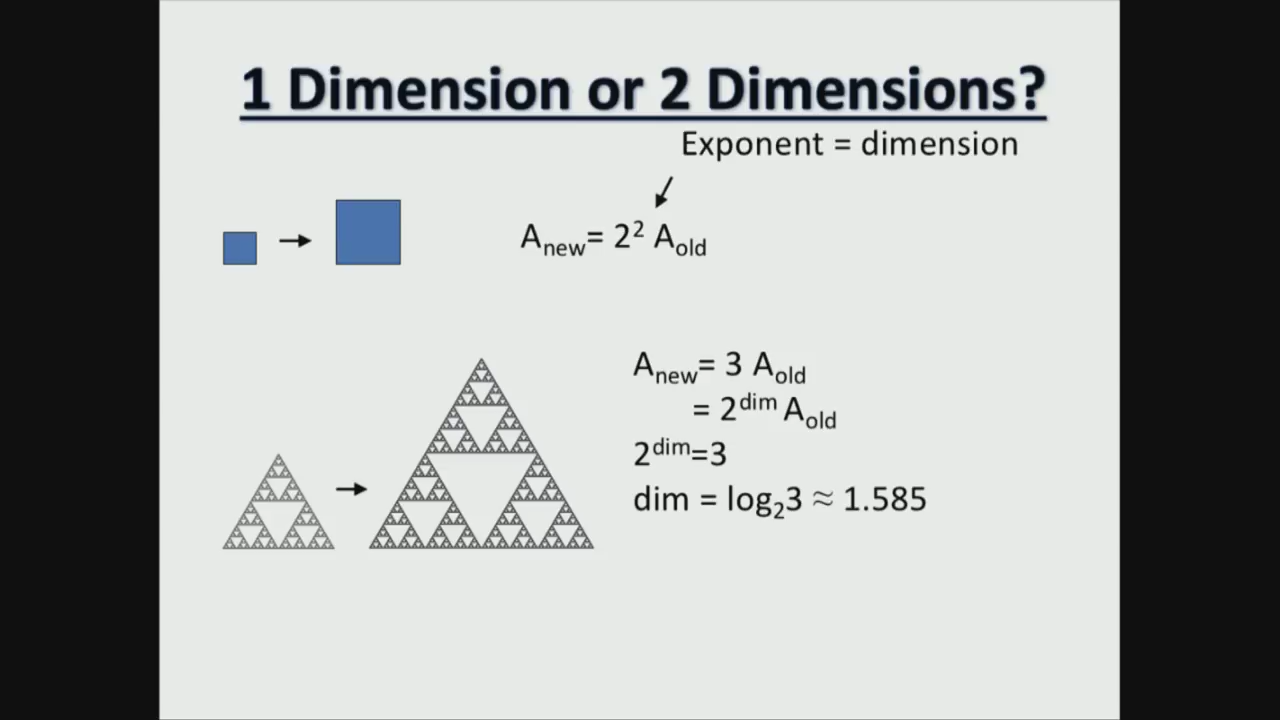 1 Dimension or 2 Dimensions?
Exponent = dimension
Aₙₑw= 2² Aₒₗd
Aₙₑw= 3 Aₒₗd
= 2ᵈⁱᵐ Aₒₗd
2ᵈⁱᵐ=3
dim = log₂3 ≈ 1.585